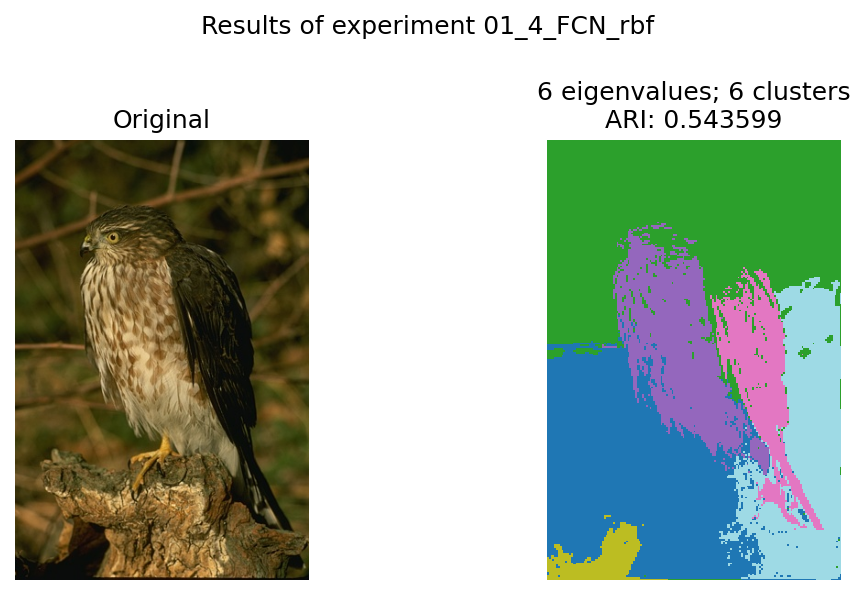 Results of experiment 01_4_FCN_rbf
Original
6 eigenvalues; 6 clusters
ARI: 0.543599